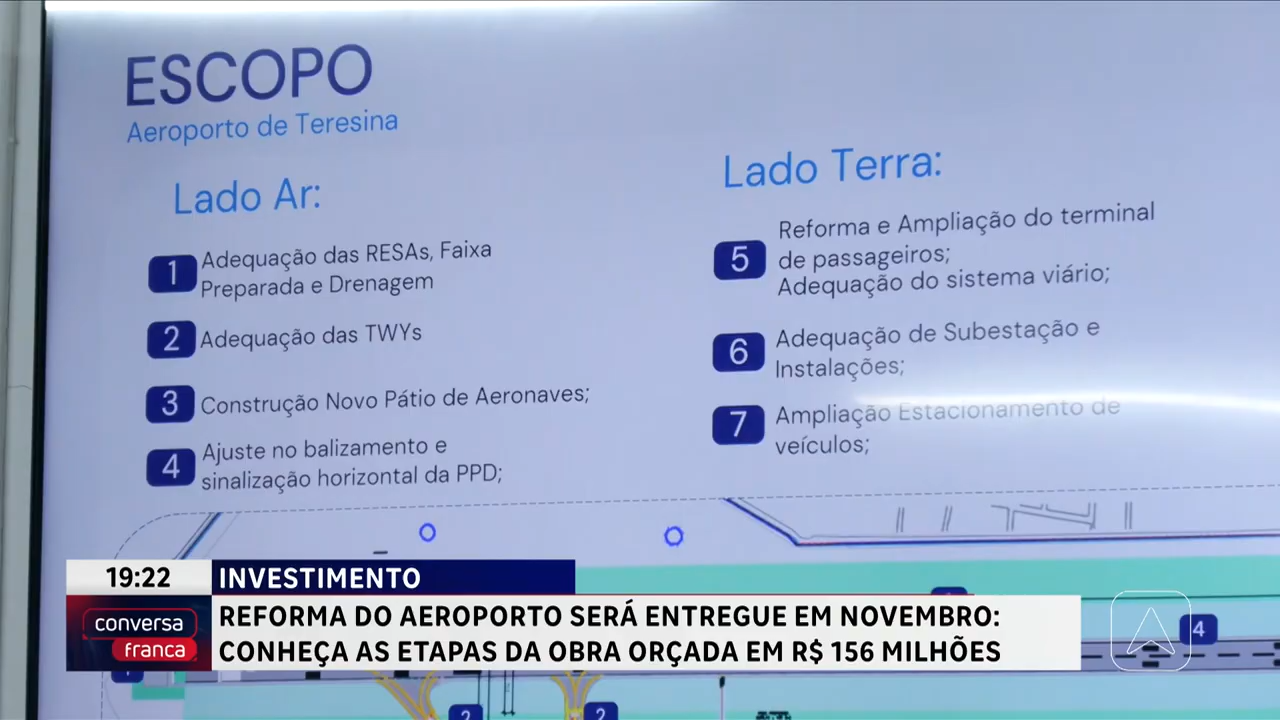 ESCOPO
Aeroporto de Teresina
Lado Ar:
1 Adequação das RESAs, Faixa
Preparada e Drenagem
2 Adequação das TWYs
3 Construção Novo Pátio de Aeronaves;
4 Ajuste no balizamento e
sinalização horizontal da PPD;
Lado Terra:
5 Reforma e Ampliação do terminal
de passageiros;
Adequação do sistema viário;
6 Adequação de Subestação e
Instalações;
7 Ampliação Estacionamento de
veículos;
4
2
2
19:22
INVESTIMENTO
conversa
franca
REFORMA DO AEROPORTO SERÁ ENTREGUE EM NOVEMBRO:
CONHEÇA AS ETAPAS DA OBRA ORÇADA EM R$ 156 MILHÕES